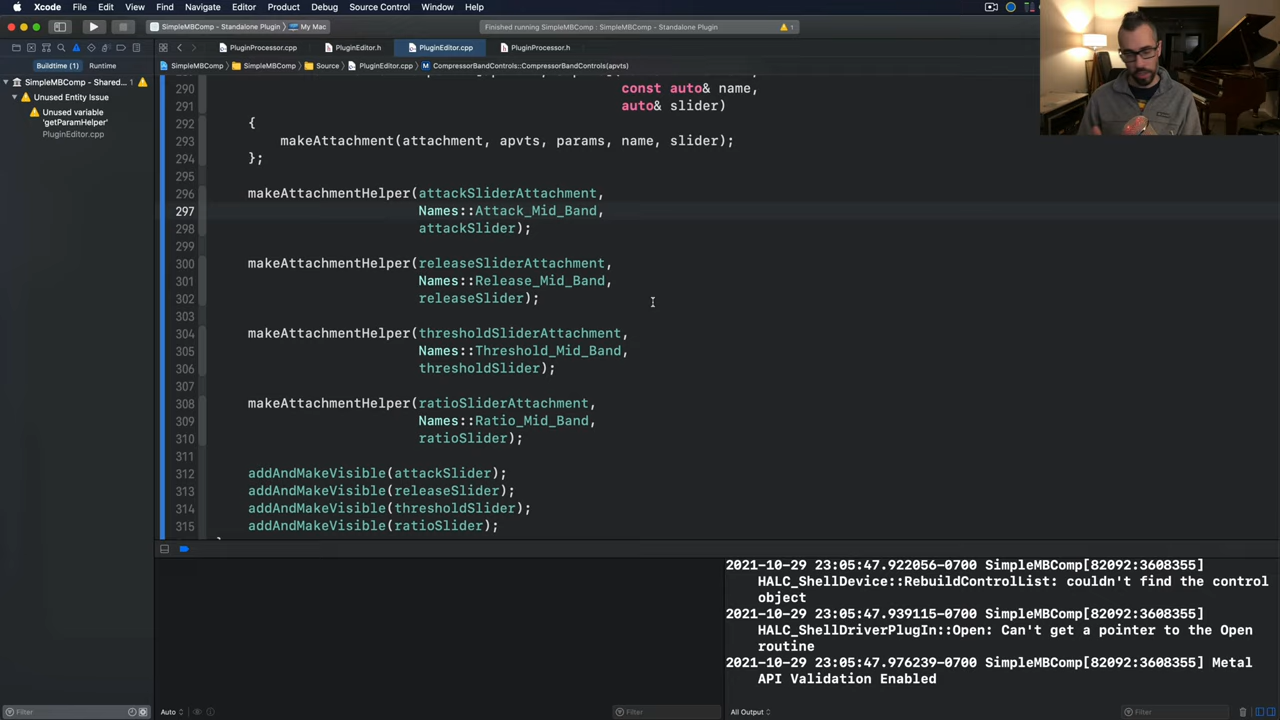 Xcode File Edit View Find Navigate Editor Product Debug Source Control Window Help
SimpleMBComp - Standalone Plugin My Mac
Finished running SimpleMBComp : Standalone Plugin 1
PluginProcessor.cpp PluginEditor.h PluginEditor.cpp PluginProcessor.h
Buildtime (1) Runtime
SimpleMBComp SimpleMBComp Source PluginEditor.cpp CompressorBandControls::CompressorBandControls(apvts)
SimpleMBComp - Shared...
Unused Entity Issue
Unused variable
'getParamHelper'
PluginEditor.cpp
290 const auto& name,
291 auto& slider)
292 {
293 makeAttachment(attachment, apvts, params, name, slider);
294 };
295
296 makeAttachmentHelper(attackSliderAttachment,
297 Names::Attack_Mid_Band,
298 attackSlider);
299
300 makeAttachmentHelper(releaseSliderAttachment,
301 Names::Release_Mid_Band,
302 releaseSlider);
303
304 makeAttachmentHelper(thresholdSliderAttachment,
305 Names::Threshold_Mid_Band,
306 thresholdSlider);
307
308 makeAttachmentHelper(ratioSliderAttachment,
309 Names::Ratio_Mid_Band,
310 ratioSlider);
311
312 addAndMakeVisible(attackSlider);
313 addAndMakeVisible(releaseSlider);
314 addAndMakeVisible(thresholdSlider);
315 addAndMakeVisible(ratioSlider);
2021-10-29 23:05:47.922056-0700 SimpleMBComp[82092:3608355]
HALC_ShellDevice::RebuildControlList: couldn't find the control
object
2021-10-29 23:05:47.939115-0700 SimpleMBComp[82092:3608355]
HALC_ShellDriverPlugIn::Open: Can't get a pointer to the Open
routine
2021-10-29 23:05:47.976239-0700 SimpleMBComp[82092:3608355] Metal
API Validation Enabled
Filter
Auto
Filter
All Output
Filter